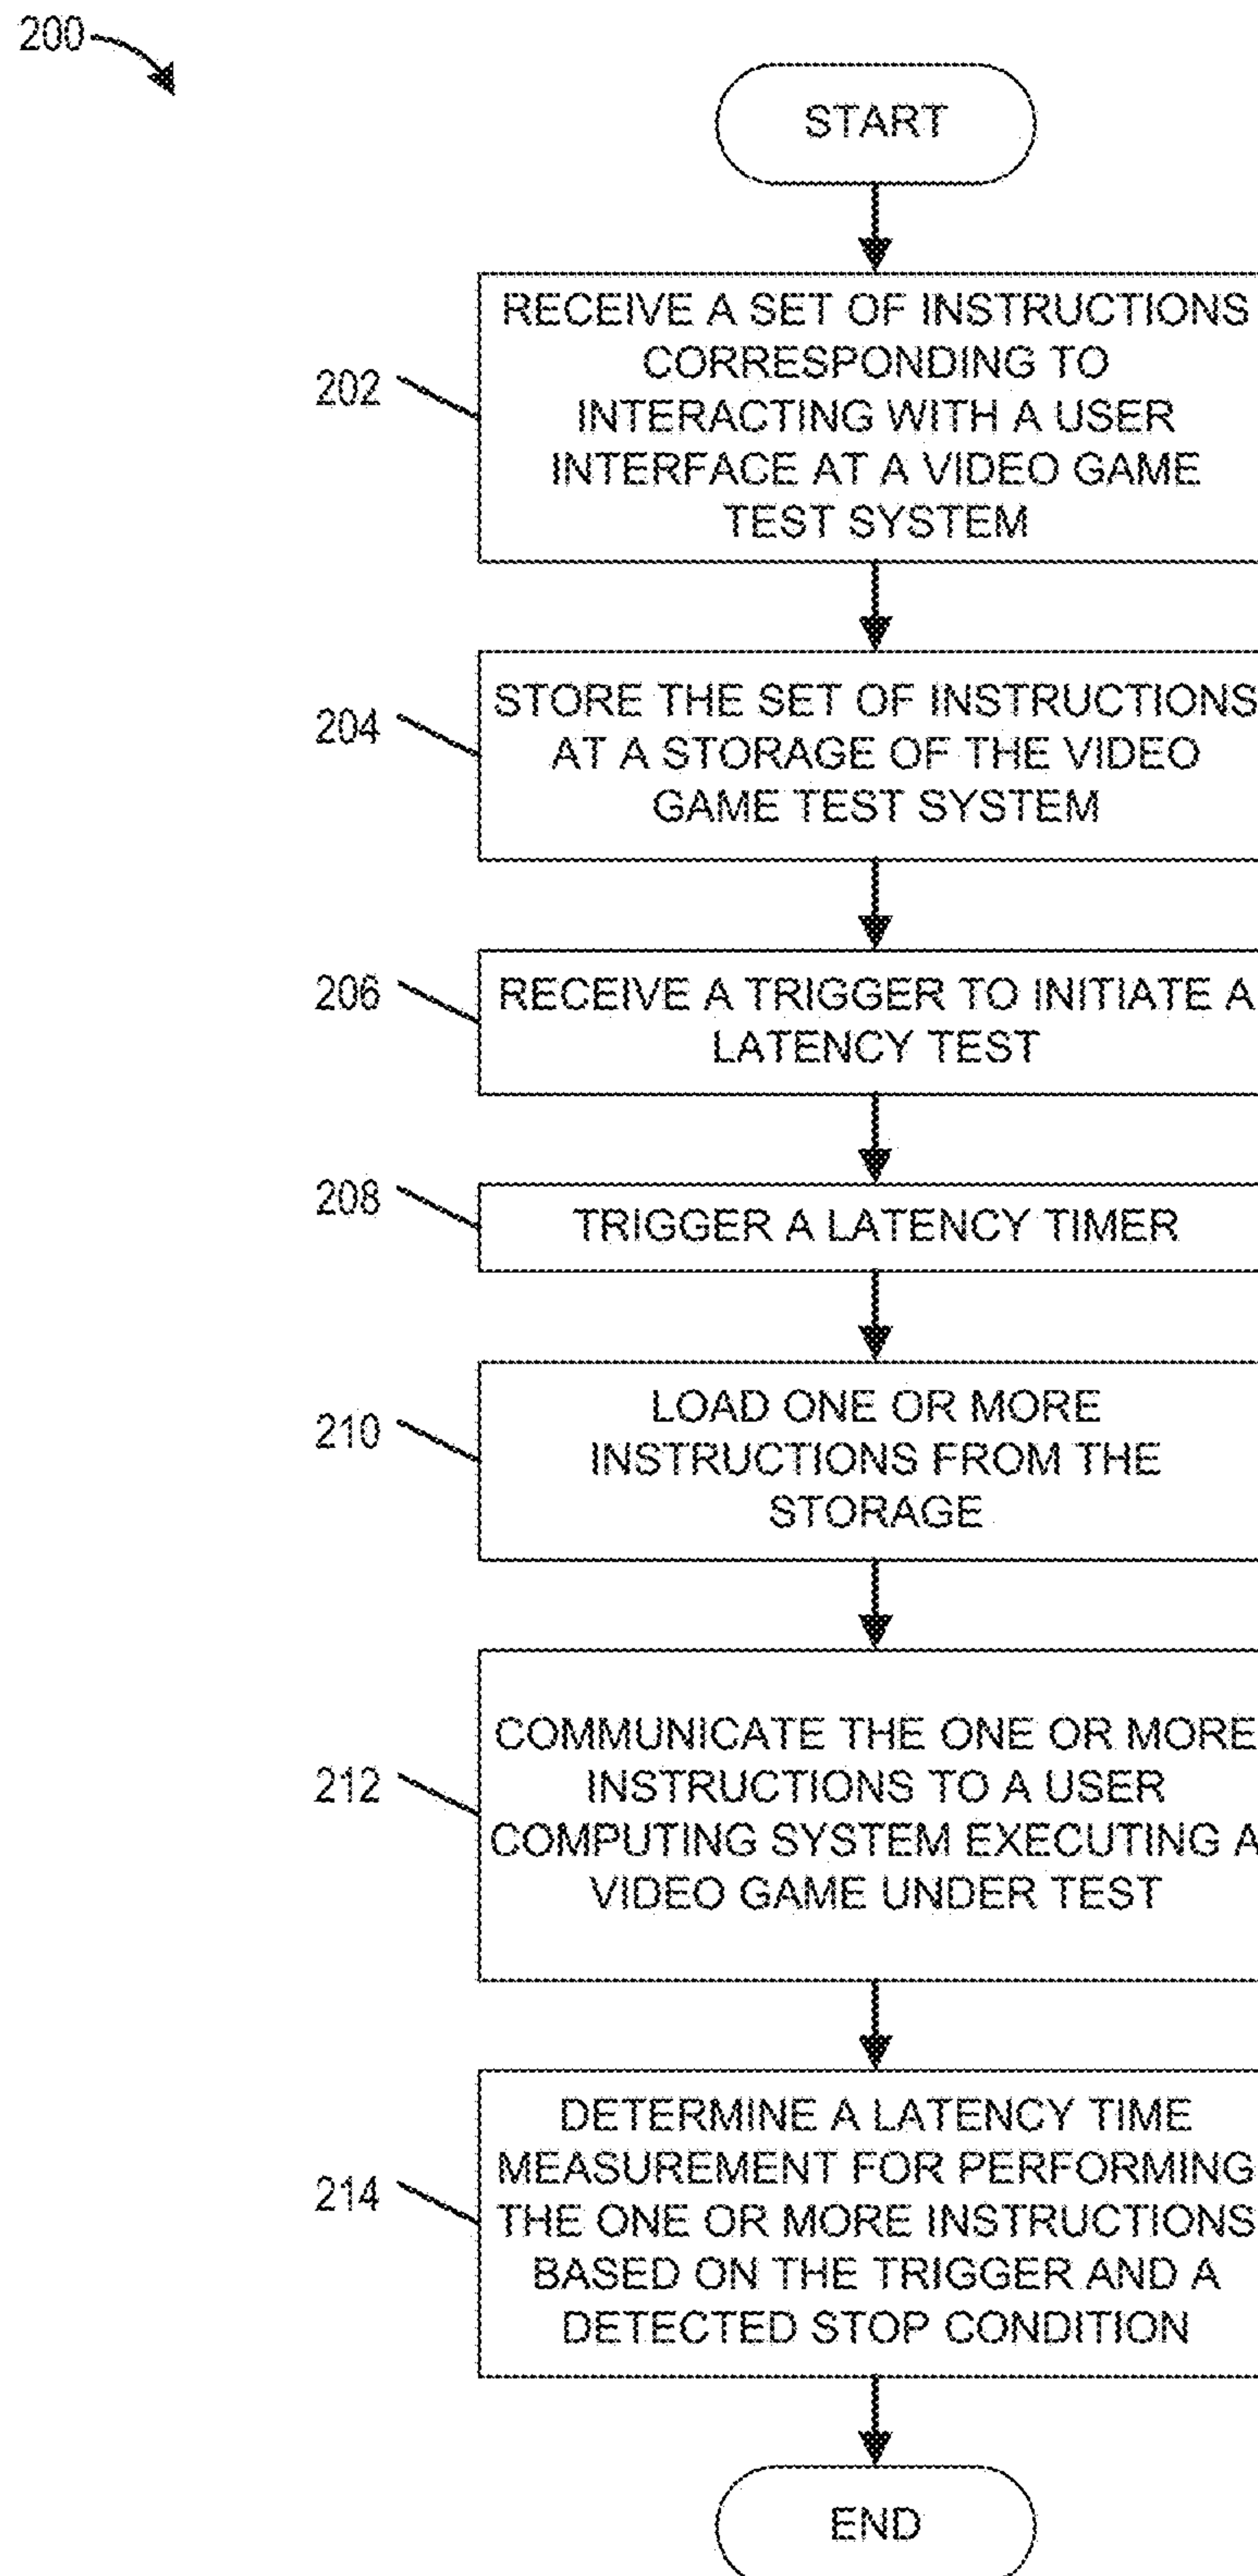 200
START
202
RECEIVE A SET OF INSTRUCTIONS
CORRESPONDING TO
INTERACTING WITH A USER
INTERFACE AT A VIDEO GAME
TEST SYSTEM
204
STORE THE SET OF INSTRUCTIONS
AT A STORAGE OF THE VIDEO
GAME TEST SYSTEM
206
RECEIVE A TRIGGER TO INITIATE A
LATENCY TEST
208
TRIGGER A LATENCY TIMER
210
LOAD ONE OR MORE
INSTRUCTIONS FROM THE
STORAGE
212
COMMUNICATE THE ONE OR MORE
INSTRUCTIONS TO A USER
COMPUTING SYSTEM EXECUTING A
VIDEO GAME UNDER TEST
214
DETERMINE A LATENCY TIME
MEASUREMENT FOR PERFORMING
THE ONE OR MORE INSTRUCTIONS
BASED ON THE TRIGGER AND A
DETECTED STOP CONDITION
END